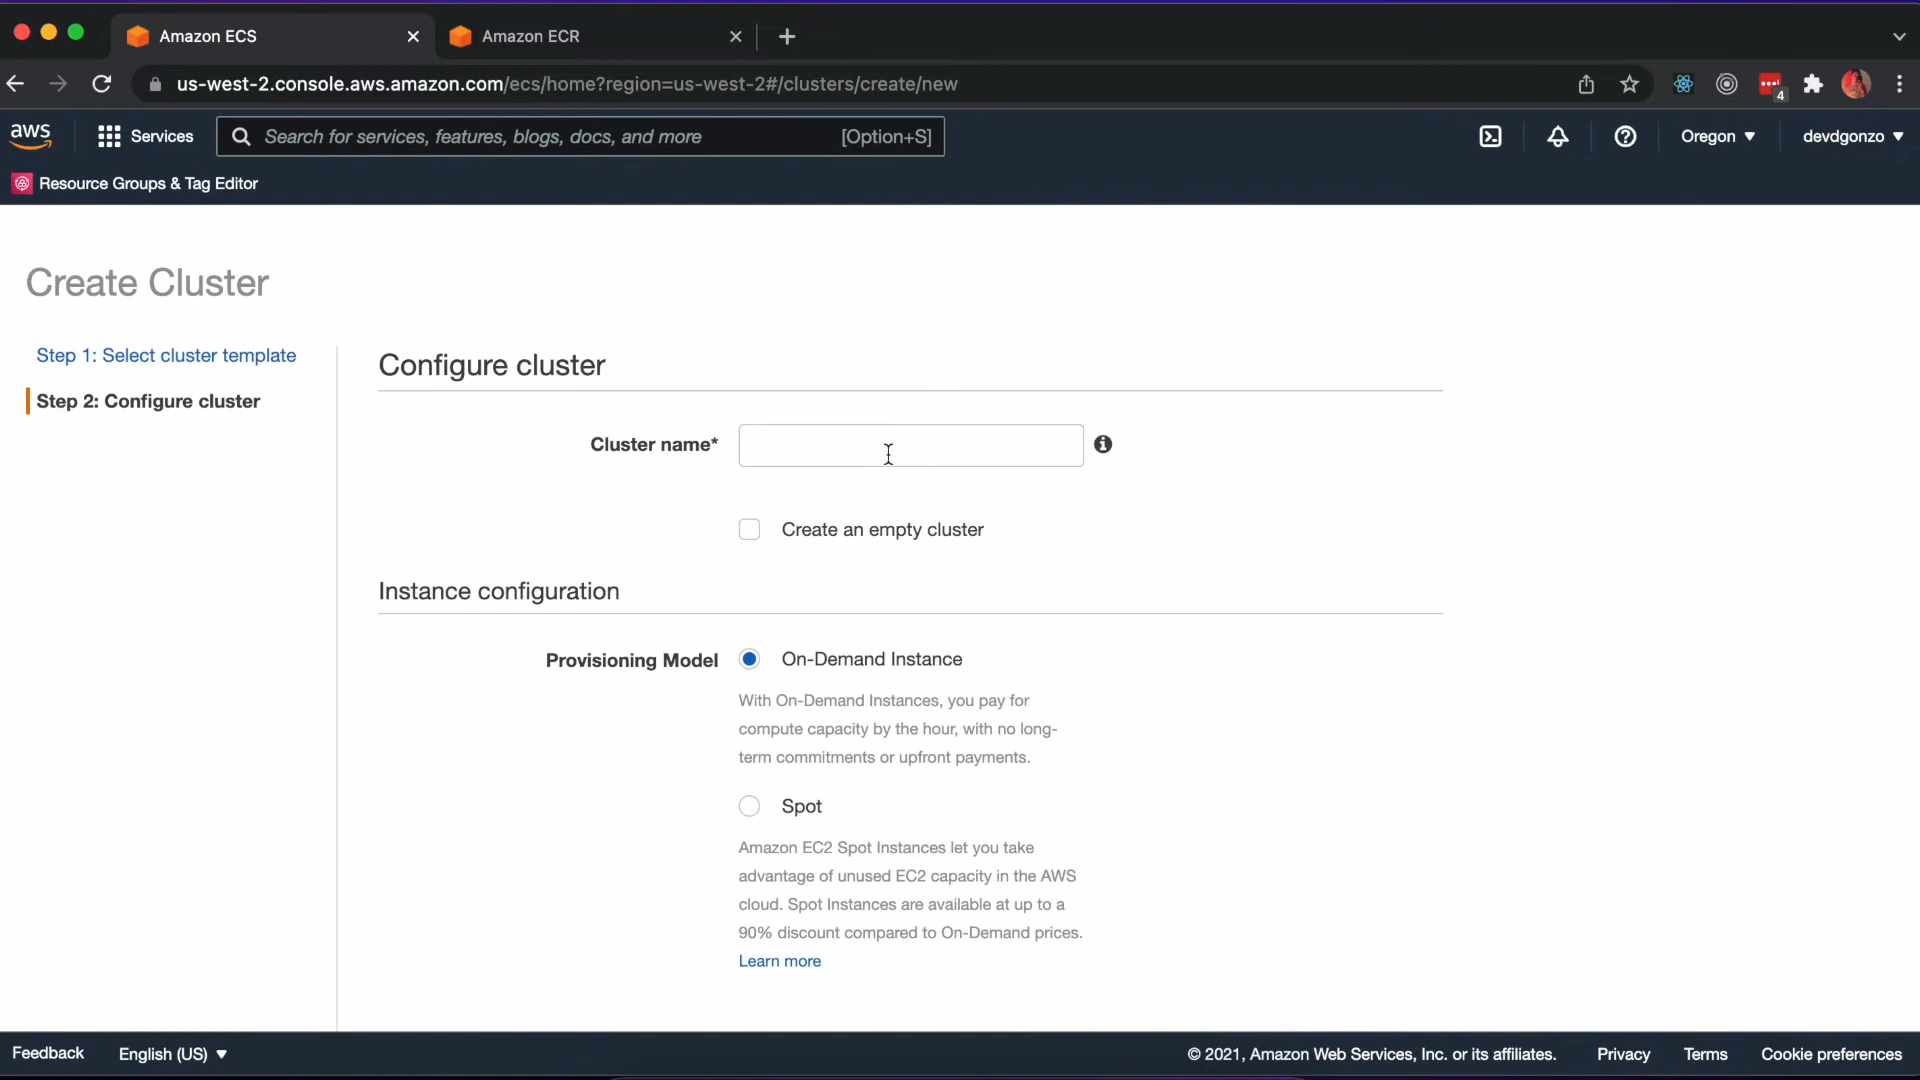 Amazon ECS
Amazon ECR
us-west-2.console.aws.amazon.com/ecs/home?region=us-west-2#/clusters/create/new
4
aws
Services
Search for services, features, blogs, docs, and more
[Option+S]
Oregon
devdgonzo
Resource Groups & Tag Editor
Create Cluster
Step 1: Select cluster template
Step 2: Configure cluster
Configure cluster
Cluster name*
Create an empty cluster
Instance configuration
Provisioning Model
On-Demand Instance
With On-Demand Instances, you pay for
compute capacity by the hour, with no long-
term commitments or upfront payments.
Spot
Amazon EC2 Spot Instances let you take
advantage of unused EC2 capacity in the AWS
cloud. Spot Instances are available at up to a
90% discount compared to On-Demand prices.
Learn more
Feedback
English (US)
© 2021, Amazon Web Services, Inc. or its affiliates.
Privacy
Terms
Cookie preferences